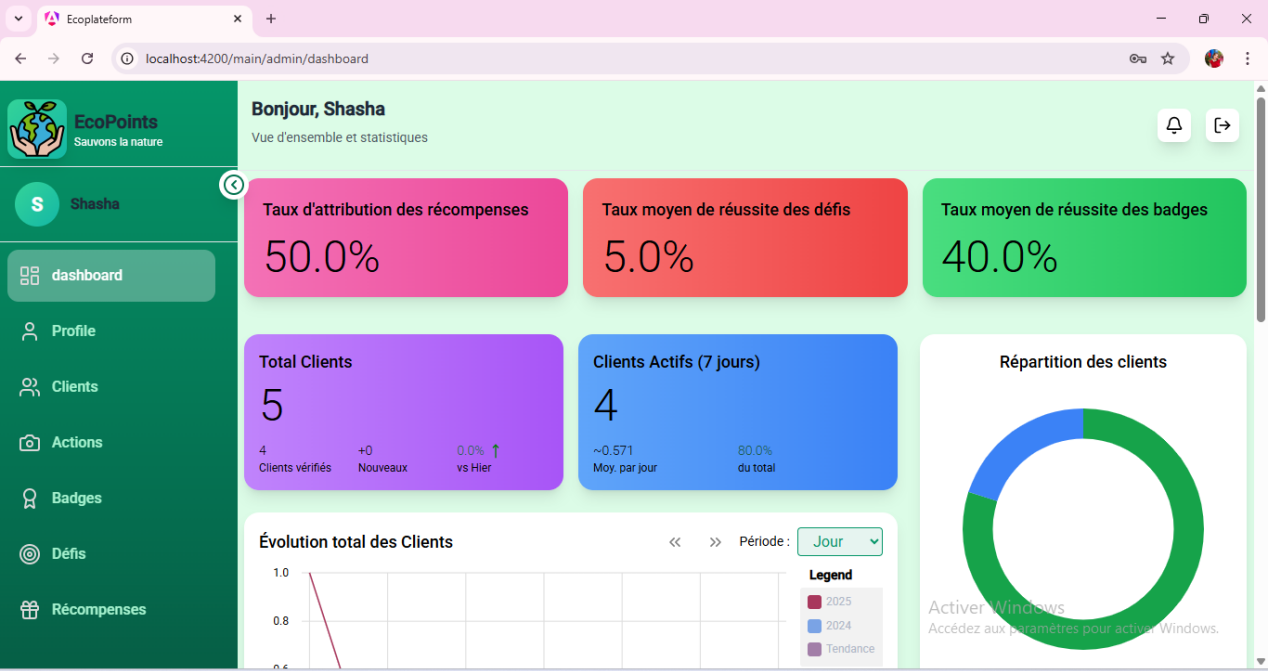 Ecoplateform
localhost:4200/main/admin/dashboard
EcoPoints
Sauvons la nature
S
Shasha
dashboard
Profile
Clients
Actions
Badges
Défis
Récompenses
Bonjour, Shasha
Vue d'ensemble et statistiques
Taux d'attribution des récompenses
50.0%
Taux moyen de réussite des défis
5.0%
Taux moyen de réussite des badges
40.0%
Total Clients
5
4
Clients vérifiés
+0
Nouveaux
0.0% ↑
vs Hier
Clients Actifs (7 jours)
4
~0.571
Moy. par jour
80.0%
du total
Répartition des clients
Évolution total des Clients
« »
Période :
Jour
1.0
0.8
0.6
Legend
2025
2024
Tendance
Activer Windows
Accédez aux paramètres pour activer Windows.